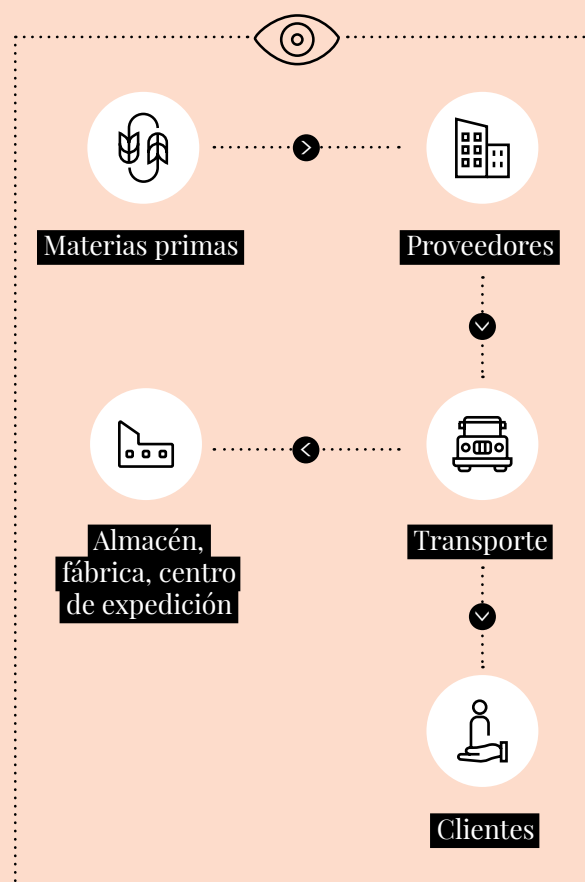 Materias primas
Proveedores
Almacén,
fábrica, centro
de expedición
Transporte
Clientes